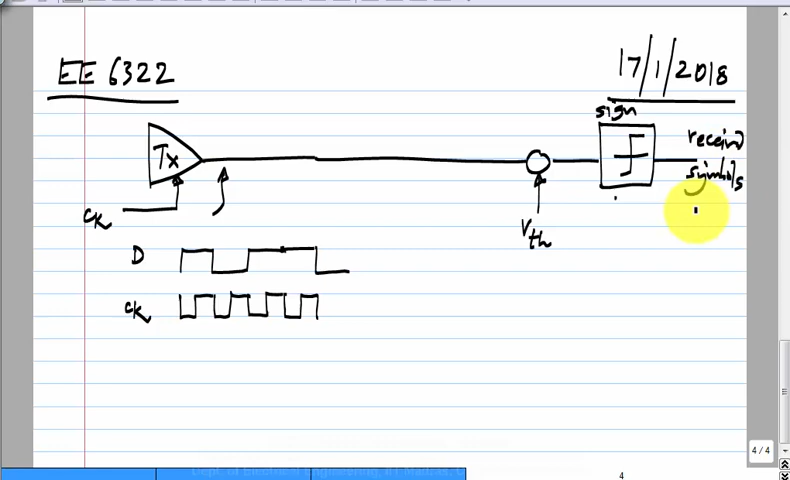 EE 6322
17/1/2018
sign
Tx
received
symbols
CK
Vth
D
CK
4 / 4
4